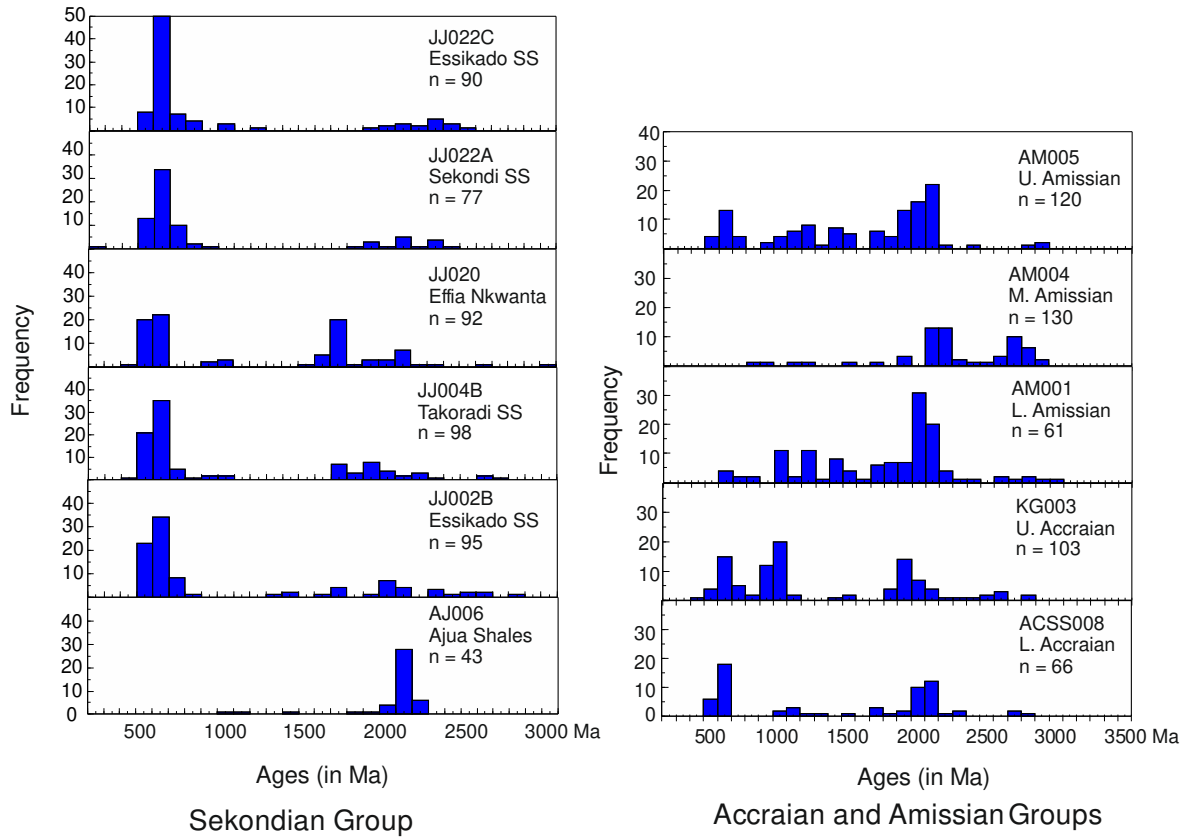 50
40
30
20
10
JJ022C
Essikado SS
n = 90
40
30
20
10
JJ022A
Sekondi SS
n = 77
40
30
20
10
JJ020
Effia Nkwanta
n = 92
40
30
20
10
JJ004B
Takoradi SS
n = 98
40
30
20
10
JJ002B
Essikado SS
n = 95
40
30
20
10
0
AJ006
Ajua Shales
n = 43
Frequency
500 1000 1500 2000 2500 3000 Ma
Ages (in Ma)
Sekondian Group
40
30
20
10
AM005
U. Amissian
n = 120
30
20
10
AM004
M. Amissian
n = 130
30
20
10
AM001
L. Amissian
n = 61
30
20
10
KG003
U. Accraian
n = 103
30
20
10
0
ACSS008
L. Accraian
n = 66
Frequency
500 1000 1500 2000 2500 3000 3500 Ma
Ages (in Ma)
Accraian and Amissian Groups